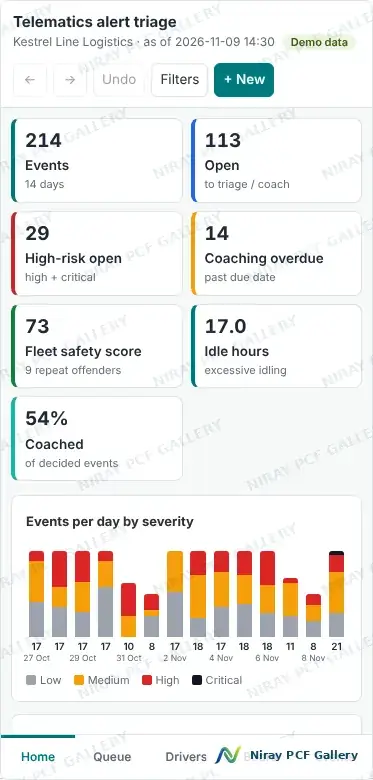 Telematics alert triage
Kestrel Line Logistics · as of 2026-11-09 14:30 Demo data
← → Undo Filters + New
214 113
Events Open
14 days to triage / coach
29 14
High-risk open Coaching overdue
high + critical past due date
73 17.0
Fleet safety score Idle hours
9 repeat offenders excessive idling
54%
Coached
of decided events
Events per day by severity
17 17 17 17 10 8 17 18 17 18 18 11 8 21
27 Oct 29 Oct 31 Oct 2 Nov 4 Nov 6 Nov 8 Nov
Low Medium High Critical
Home Queue Drivers Niray PCF Gallery
NIRAY PCF GALLERY